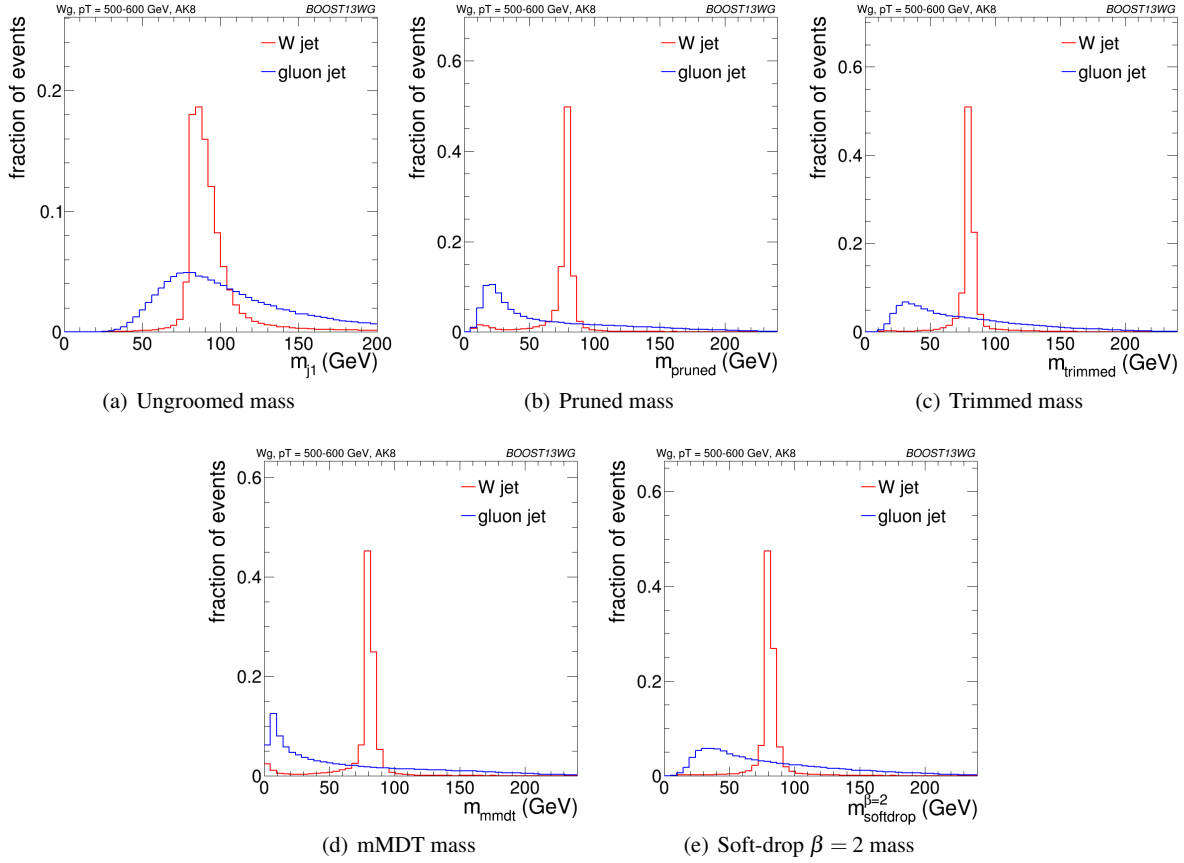 Wg, pT = 500-600 GeV, AK8 BOOST13WG
fraction of events
W jet
gluon jet
0.2
0.1
0
0 50 100 150 200
m_j1 (GeV)
(a) Ungroomed mass
Wg, pT = 500-600 GeV, AK8 BOOST13WG
fraction of events
W jet
gluon jet
0.6
0.4
0.2
0
0 50 100 150 200
m_pruned (GeV)
(b) Pruned mass
Wg, pT = 500-600 GeV, AK8 BOOST13WG
fraction of events
W jet
gluon jet
0.6
0.4
0.2
0
0 50 100 150 200
m_trimmed (GeV)
(c) Trimmed mass
Wg, pT = 500-600 GeV, AK8 BOOST13WG
fraction of events
W jet
gluon jet
0.6
0.4
0.2
0
0 50 100 150 200
m_mmdt (GeV)
(d) mMDT mass
Wg, pT = 500-600 GeV, AK8 BOOST13WG
fraction of events
W jet
gluon jet
0.6
0.4
0.2
0
0 50 100 150 200
m_softdrop^β=2 (GeV)
(e) Soft-drop β = 2 mass